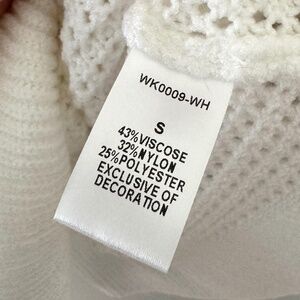 WK0009-WH
S
43%VISCOSE
32%NYLON
25%POLYESTER
EXCLUSIVE OF
DECORATION